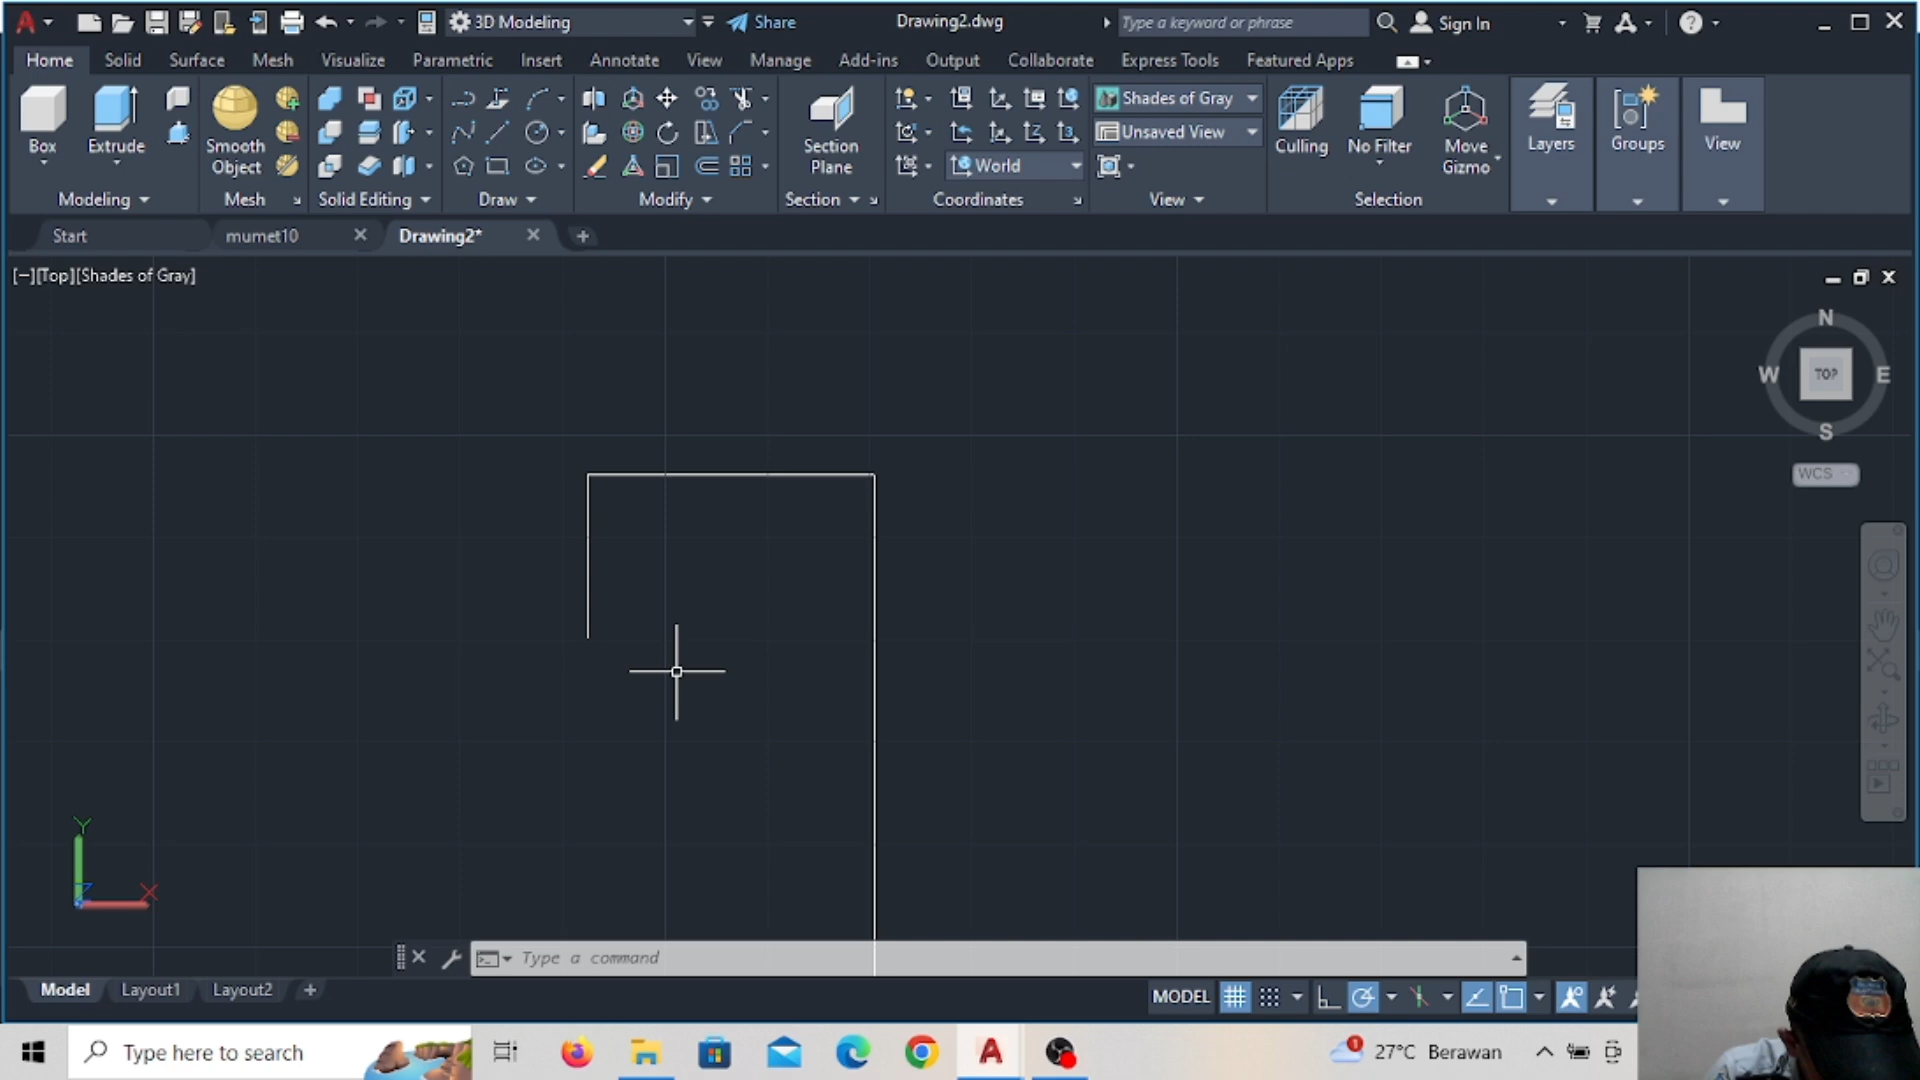 3D Modeling
Share
Drawing2.dwg
Type a keyword or phrase
Sign In
Home
Solid
Surface
Mesh
Visualize
Parametric
Insert
Annotate
View
Manage
Add-ins
Output
Collaborate
Express Tools
Featured Apps
Box
Extrude
Smooth
Object
Section
Plane
Shades of Gray
Unsaved View
World
Culling
No Filter
Move
Gizmo
Layers
Groups
View
Modeling
Mesh
Solid Editing
Draw
Modify
Section
Coordinates
View
Selection
Start
mumet10
Drawing2*
[−][Top][Shades of Gray]
N
W
TOP
E
S
WCS
Y
X
Type a command
Model
Layout1
Layout2
MODEL
Type here to search
1
27°C Berawan